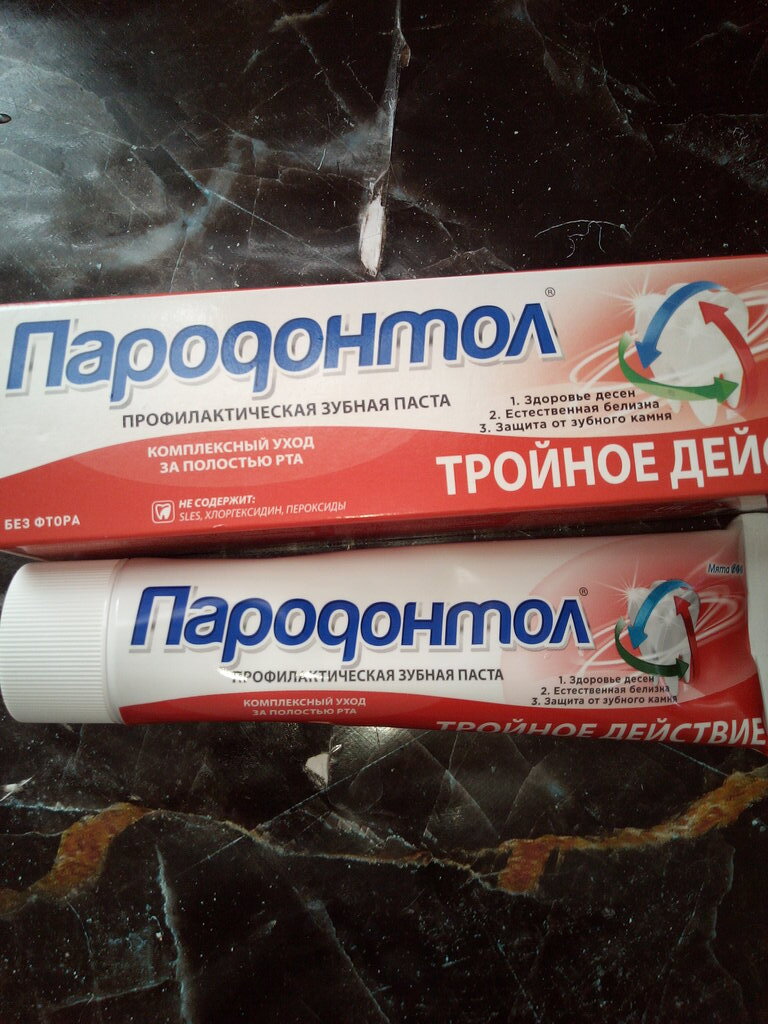 Пародонтол®
ПРОФИЛАКТИЧЕСКАЯ ЗУБНАЯ ПАСТА
1. Здоровье десен
2. Естественная белизна
3. Защита от зубного камня
КОМПЛЕКСНЫЙ УХОД
ЗА ПОЛОСТЬЮ РТА
ТРОЙНОЕ ДЕЙС
БЕЗ ФТОРА
НЕ СОДЕРЖИТ:
SLES, ХЛОРГЕКСИДИН, ПЕРОКСИДЫ
Мята
Пародонтол®
ПРОФИЛАКТИЧЕСКАЯ ЗУБНАЯ ПАСТА
1. Здоровье десен
2. Естественная белизна
3. Защита от зубного камня
КОМПЛЕКСНЫЙ УХОД
ЗА ПОЛОСТЬЮ РТА
ТРОЙНОЕ ДЕЙСТВИЕ